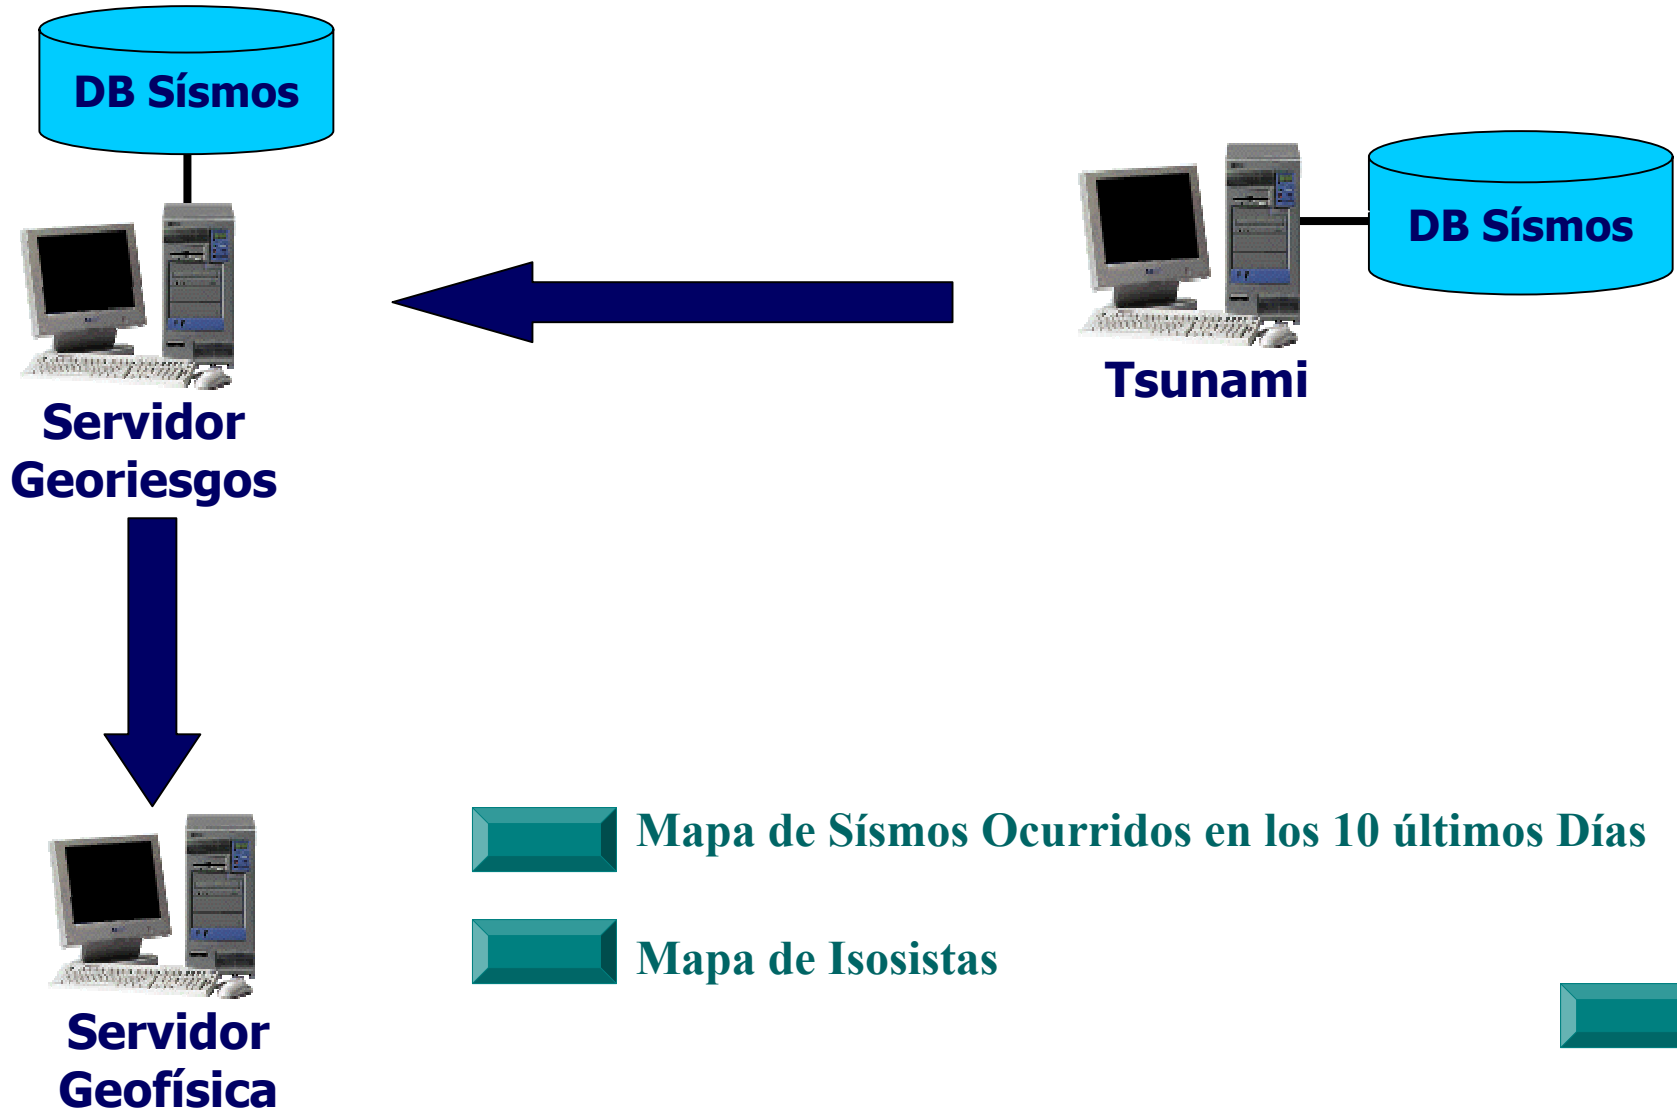 DB Sísmos
DB Sísmos
Tsunami
Servidor
Georiesgos
Mapa de Sísmos Ocurridos en los 10 últimos Días
Mapa de Isosistas
Servidor
Geofísica